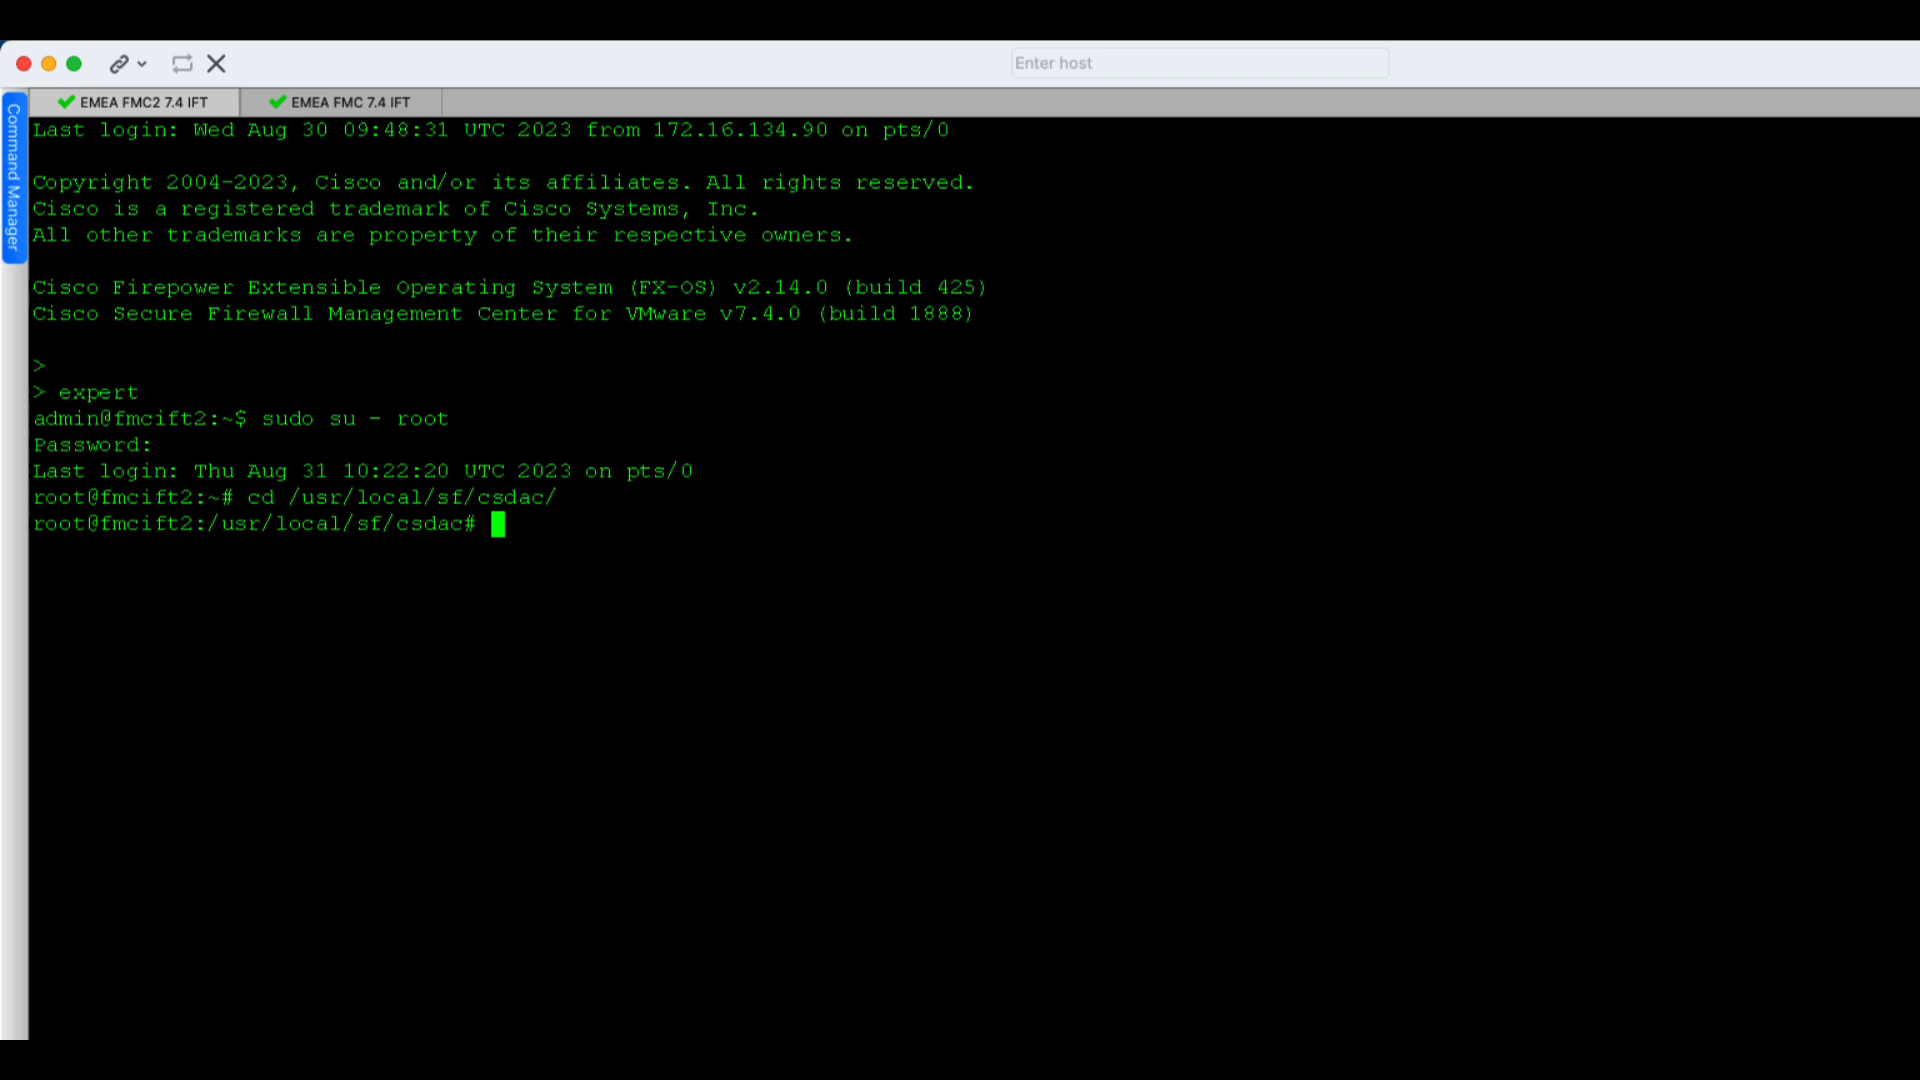 Enter host
EMEA FMC2 7.4 IFT
EMEA FMC 7.4 IFT
Command Manager
Last login: Wed Aug 30 09:48:31 UTC 2023 from 172.16.134.90 on pts/0
Copyright 2004-2023, Cisco and/or its affiliates. All rights reserved.
Cisco is a registered trademark of Cisco Systems, Inc.
All other trademarks are property of their respective owners.
Cisco Firepower Extensible Operating System (FX-OS) v2.14.0 (build 425)
Cisco Secure Firewall Management Center for VMware v7.4.0 (build 1888)
>
> expert
admin@fmcift2:~$ sudo su - root
Password:
Last login: Thu Aug 31 10:22:20 UTC 2023 on pts/0
root@fmcift2:~# cd /usr/local/sf/csdac/
root@fmcift2:/usr/local/sf/csdac#